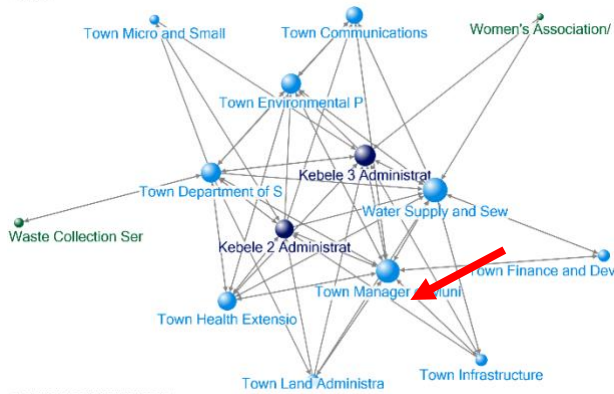 Town Micro and Small
Town Communications
Women's Association/
Town Environmental P
Kebele 3 Administrat
Town Department of S
Water Supply and Sew
Waste Collection Ser
Kebele 2 Administrat
Town Finance and Dev
Town Manager Muni
Town Health Extensio
Town Infrastructure
Town Land Administra